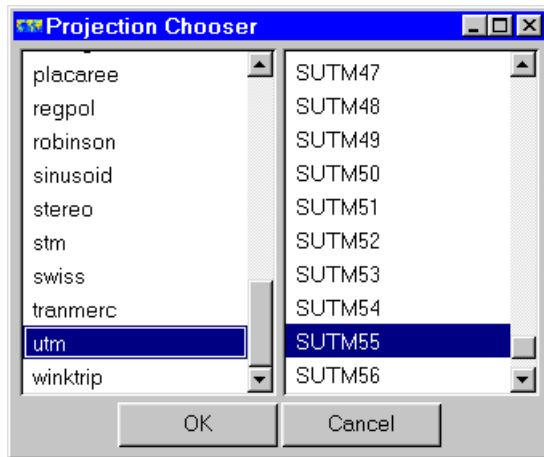 Projection Chooser
placaree
regpol
robinson
sinusoid
stereo
stm
swiss
tranmerc
utm
winktrip
SUTM47
SUTM48
SUTM49
SUTM50
SUTM51
SUTM52
SUTM53
SUTM54
SUTM55
SUTM56
OK
Cancel